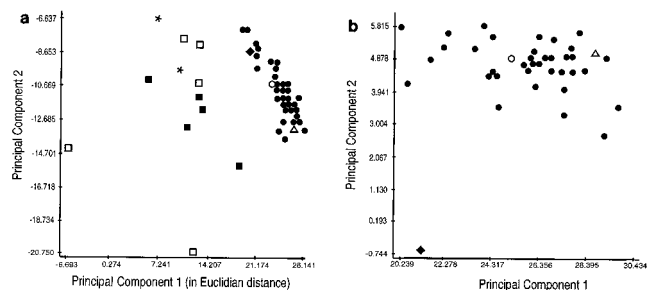 a
b
Principal Component 2
-6.637
-8.653
-10.669
-12.685
-14.701
-16.718
-18.734
-20.750
-6.693 0.274 7.241 14.207 21.174 28.141
Principal Component 1 (in Euclidian distance)
Principal Component 2
5.815
4.878
3.941
3.004
2.067
1.130
0.193
-0.744
20.239 22.278 24.317 26.356 28.395 30.434
Principal Component 1